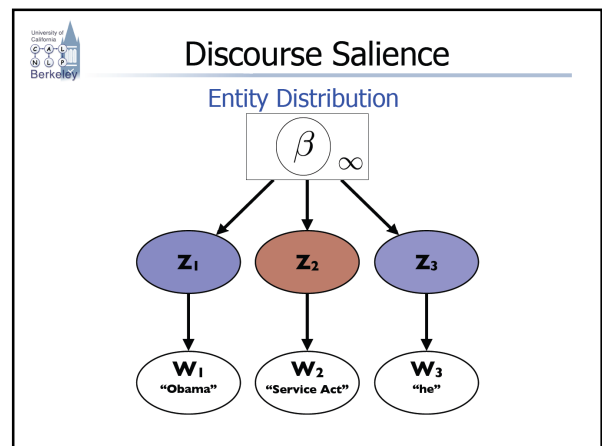 University of
California
C A L
N L P
Berkeley
Discourse Salience
Entity Distribution
β ∞
Z₁ Z₂ Z₃
W₁ W₂ W₃
“Obama” “Service Act” “he”